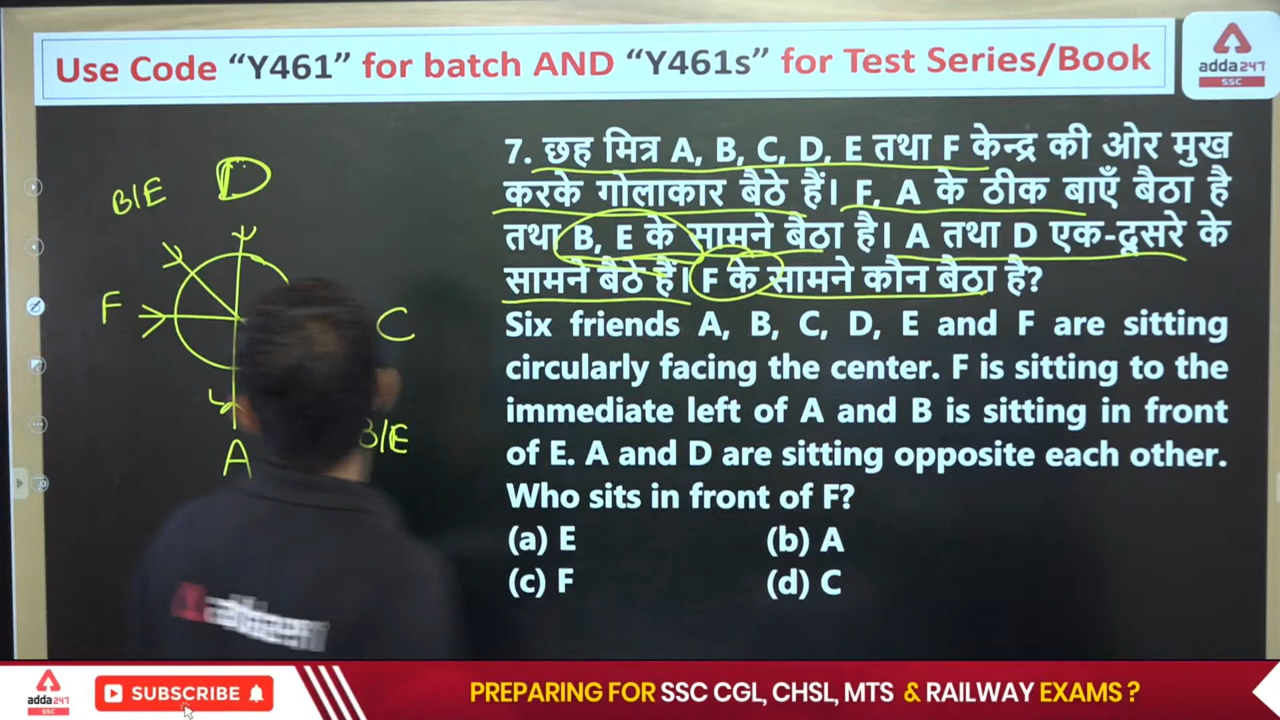 Use Code “Y461” for batch AND “Y461s” for Test Series/Book
adda247
SSC
7. छह मित्र A, B, C, D, E तथा F केन्द्र की ओर मुख
करके गोलाकार बैठे हैं। F, A के ठीक बाएँ बैठा है
तथा B, E के सामने बैठा है। A तथा D एक-दूसरे के
सामने बैठे हैं। F के सामने कौन बैठा है?
Six friends A, B, C, D, E and F are sitting
circularly facing the center. F is sitting to the
immediate left of A and B is sitting in front
of E. A and D are sitting opposite each other.
Who sits in front of F?
(a) E (b) A
(c) F (d) C
B/E D
F C
B/E
A
adda247
SSC
SUBSCRIBE
PREPARING FOR SSC CGL, CHSL, MTS & RAILWAY EXAMS ?